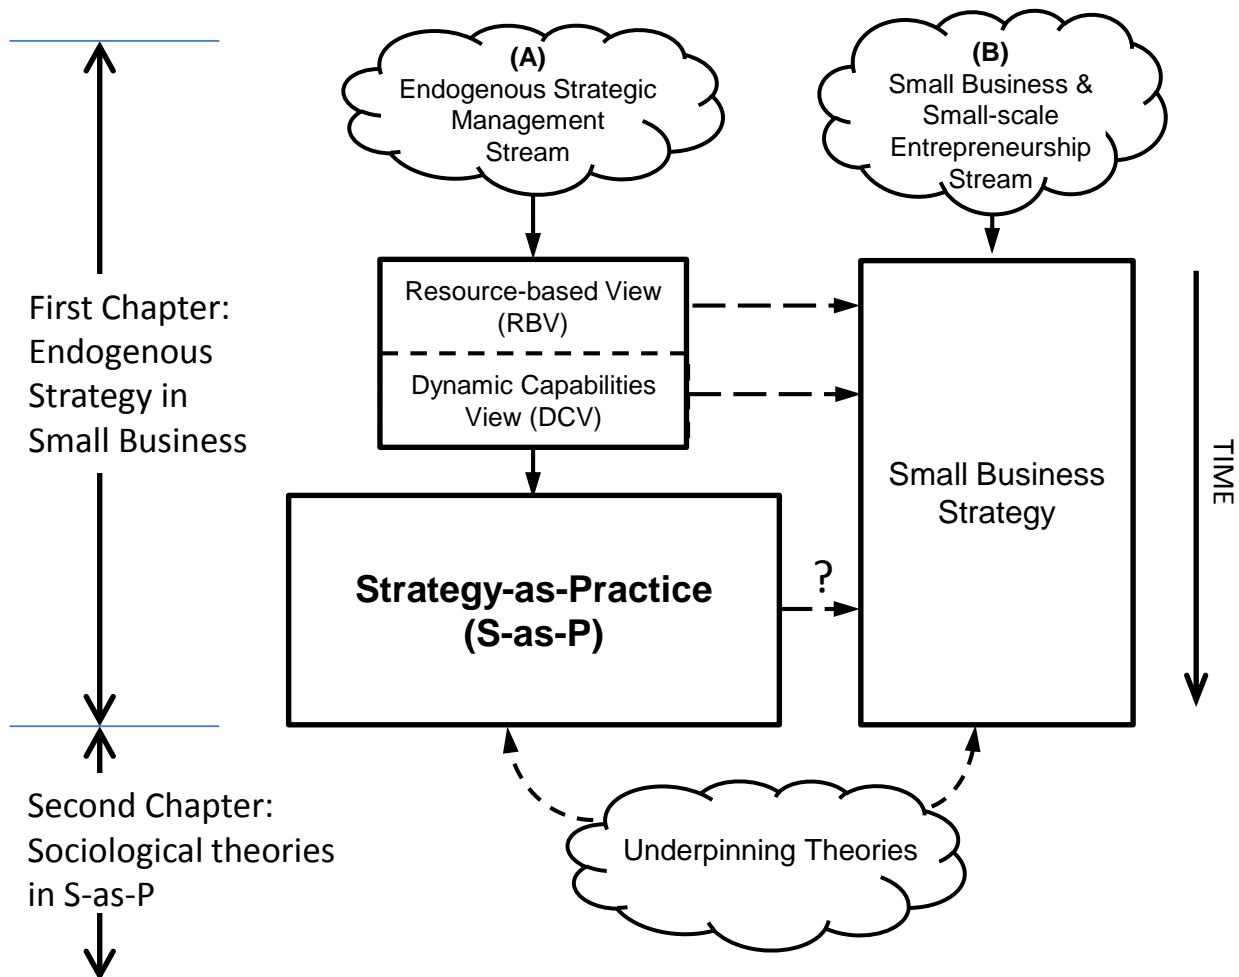 (A)
Endogenous Strategic
Management
Stream
(B)
Small Business &
Small-scale
Entrepreneurship
Stream
First Chapter:
Endogenous
Strategy in
Small Business
Resource-based View
(RBV)
Dynamic Capabilities
View (DCV)
Small Business
Strategy
TIME
Strategy-as-Practice
(S-as-P)
?
Second Chapter:
Sociological theories
in S-as-P
Underpinning Theories